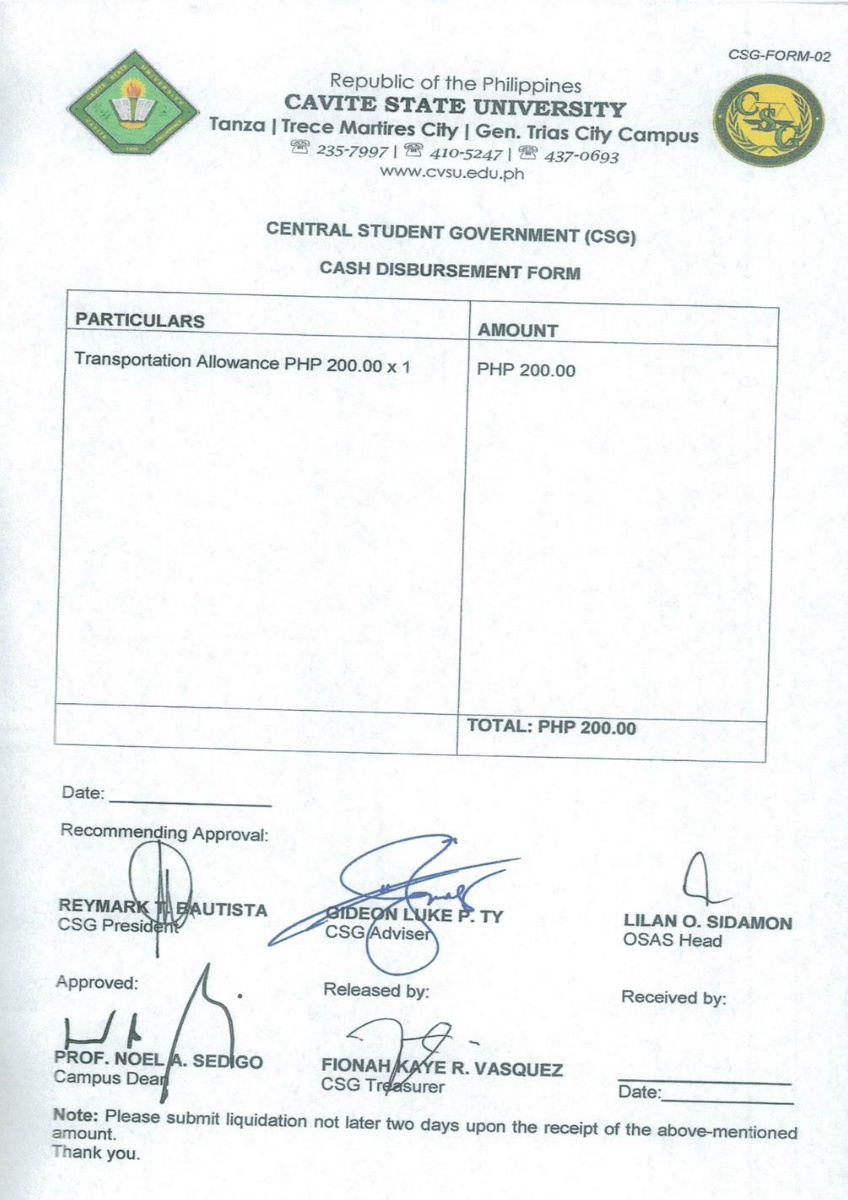 CSG-FORM-02
Republic of the Philippines
CAVITE STATE UNIVERSITY
Tanza | Trece Martires City | Gen. Trias City Campus
☎ 235-7997 | ☎ 410-5247 | ☎ 437-0693
www.cvsu.edu.ph
CSG
CENTRAL STUDENT GOVERNMENT (CSG)
CASH DISBURSEMENT FORM
PARTICULARS AMOUNT
Transportation Allowance PHP 200.00 x 1 PHP 200.00
TOTAL: PHP 200.00
Date:
Recommending Approval:
REYMARK T. BAUTISTA GIDEON LUKE P. TY LILAN O. SIDAMON
CSG President CSG Adviser OSAS Head
Approved: Released by: Received by:
PROF. NOEL A. SEDIGO FIONAH KAYE R. VASQUEZ
Campus Dean CSG Treasurer Date:
Note: Please submit liquidation not later two days upon the receipt of the above-mentioned
amount.
Thank you.